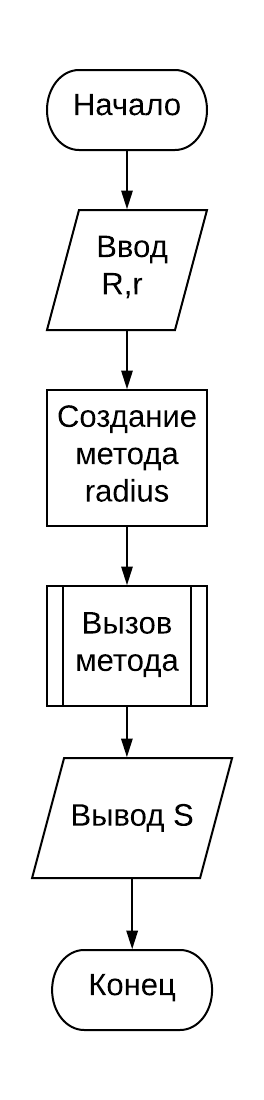 Начало
Ввод
R,r
Создание
метода
radius
Вызов
метода
Вывод S
Конец